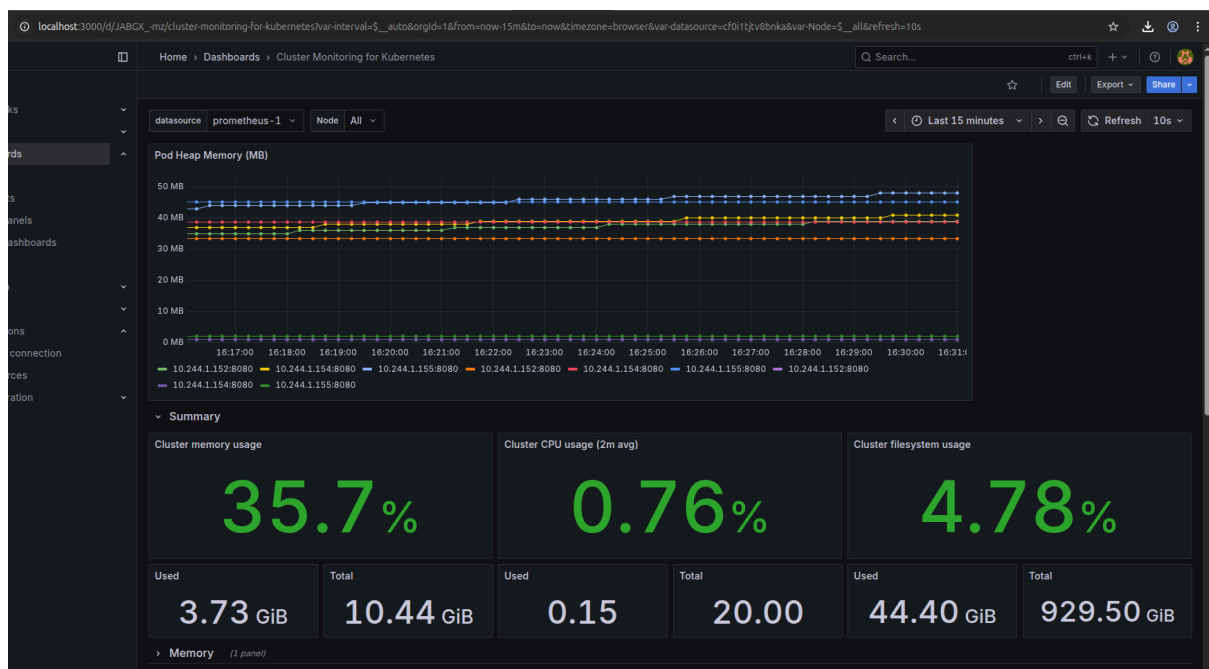 localhost:3000/d/JABGX_-mz/cluster-monitoring-for-kubernetes?var-interval=$__auto&orgId=1&from=now-15m&to=now&timezone=browser&var-datasource=cf0i1tjtv8bnka&var-Node=$__all&refresh=10s
Home › Dashboards › Cluster Monitoring for Kubernetes
Search...
ctrl+k
Edit
Export
Share
ks
rds
ts
anels
ashboards
ons
connection
rces
ration
datasource prometheus-1
Node All
Last 15 minutes
Refresh 10s
Pod Heap Memory (MB)
50 MB
40 MB
30 MB
20 MB
10 MB
0 MB
16:17:00 16:18:00 16:19:00 16:20:00 16:21:00 16:22:00 16:23:00 16:24:00 16:25:00 16:26:00 16:27:00 16:28:00 16:29:00 16:30:00 16:31:(
10.244.1.152:8080 10.244.1.154:8080 10.244.1.155:8080 10.244.1.152:8080 10.244.1.154:8080 10.244.1.155:8080 10.244.1.152:8080
10.244.1.154:8080 10.244.1.155:8080
Summary
Cluster memory usage
35.7%
Cluster CPU usage (2m avg)
0.76%
Cluster filesystem usage
4.78%
Used
3.73 GiB
Total
10.44 GiB
Used
0.15
Total
20.00
Used
44.40 GiB
Total
929.50 GiB
Memory (1 panel)